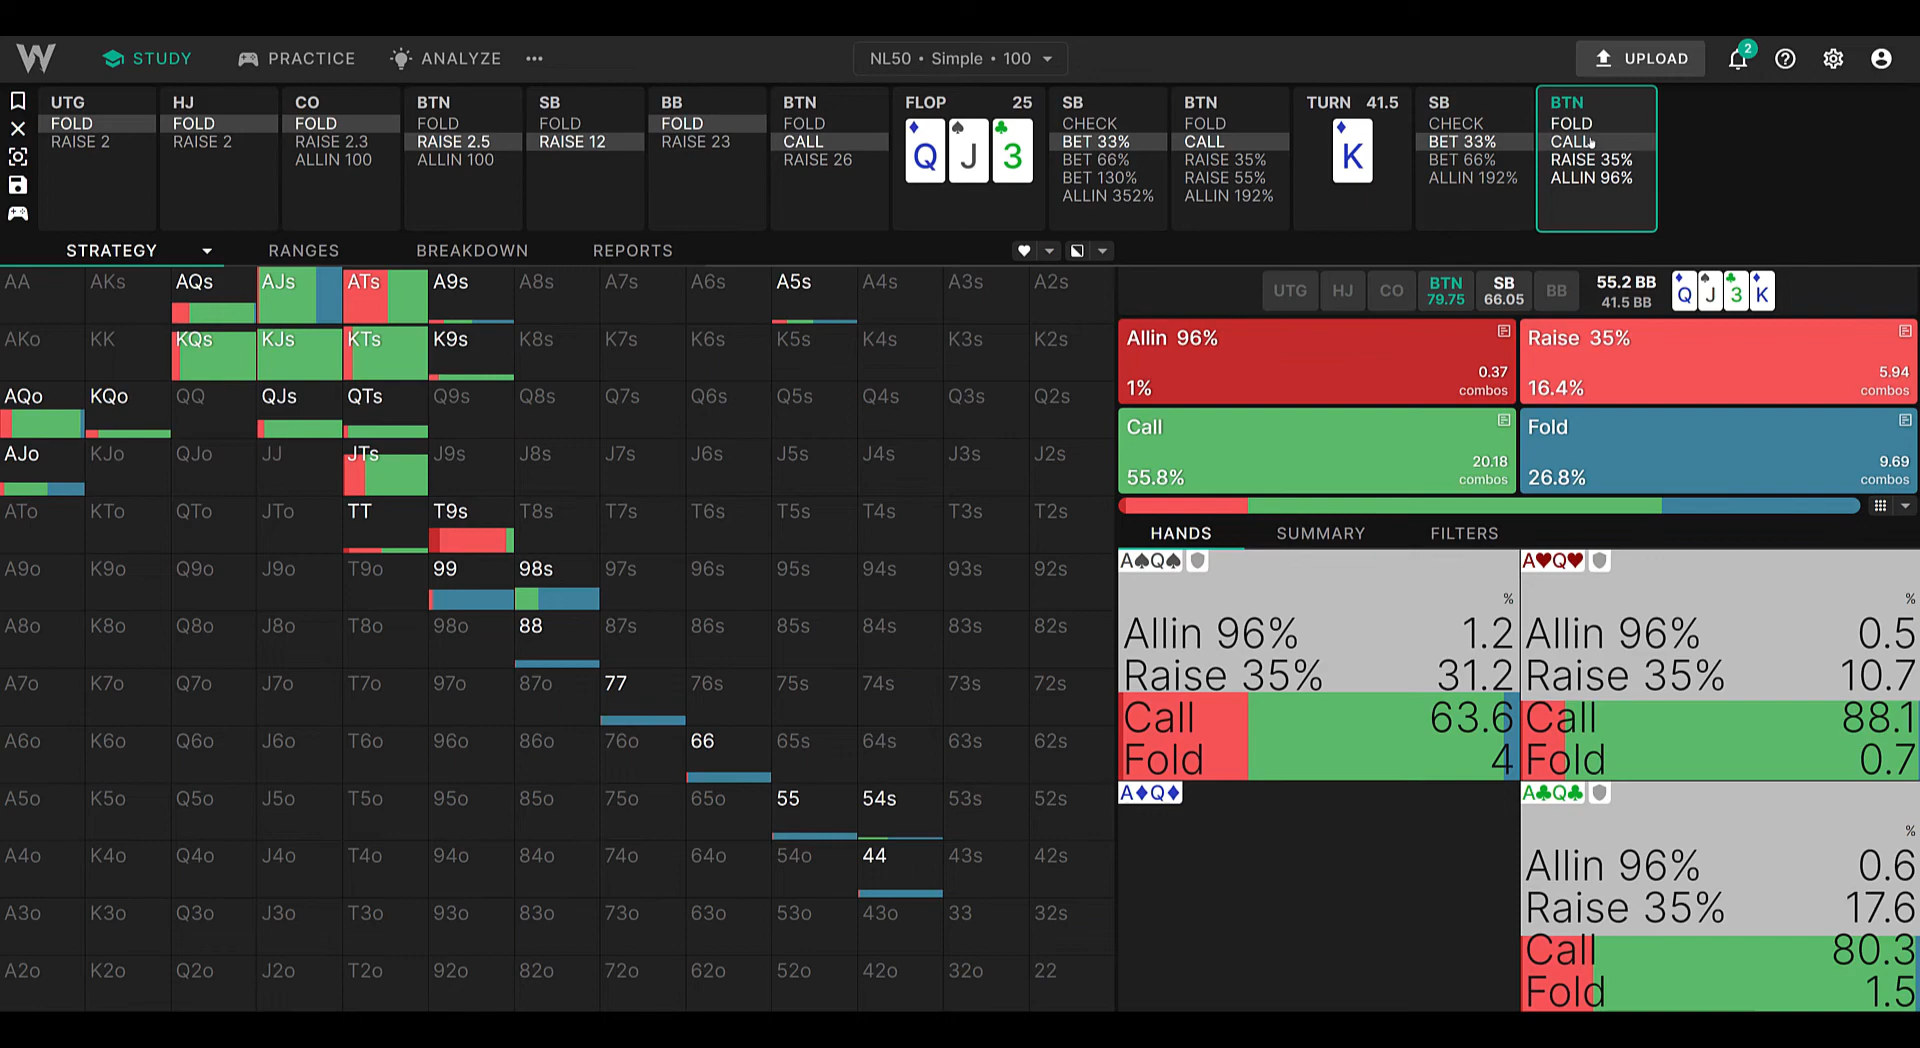 W STUDY PRACTICE ANALYZE ••• NL50 • Simple • 100 UPLOAD 2
UTG
FOLD
RAISE 2
HJ
FOLD
RAISE 2
CO
FOLD
RAISE 2.3
ALLIN 100
BTN
FOLD
RAISE 2.5
ALLIN 100
SB
FOLD
RAISE 12
BB
FOLD
RAISE 23
BTN
FOLD
CALL
RAISE 26
FLOP 25
Q J 3
SB
CHECK
BET 33%
BET 66%
BET 130%
ALLIN 352%
BTN
FOLD
CALL
RAISE 35%
RAISE 55%
ALLIN 192%
TURN 41.5
K
SB
CHECK
BET 33%
BET 66%
ALLIN 192%
BTN
FOLD
CALL
RAISE 35%
ALLIN 96%
STRATEGY RANGES BREAKDOWN REPORTS
AA AKs AQs AJs ATs A9s A8s A7s A6s A5s A4s A3s A2s
AKo KK KQs KJs KTs K9s K8s K7s K6s K5s K4s K3s K2s
AQo KQo QQ QJs QTs Q9s Q8s Q7s Q6s Q5s Q4s Q3s Q2s
AJo KJo QJo JJ JTs J9s J8s J7s J6s J5s J4s J3s J2s
ATo KTo QTo JTo TT T9s T8s T7s T6s T5s T4s T3s T2s
A9o K9o Q9o J9o T9o 99 98s 97s 96s 95s 94s 93s 92s
A8o K8o Q8o J8o T8o 98o 88 87s 86s 85s 84s 83s 82s
A7o K7o Q7o J7o T7o 97o 87o 77 76s 75s 74s 73s 72s
A6o K6o Q6o J6o T6o 96o 86o 76o 66 65s 64s 63s 62s
A5o K5o Q5o J5o T5o 95o 85o 75o 65o 55 54s 53s 52s
A4o K4o Q4o J4o T4o 94o 84o 74o 64o 54o 44 43s 42s
A3o K3o Q3o J3o T3o 93o 83o 73o 63o 53o 43o 33 32s
A2o K2o Q2o J2o T2o 92o 82o 72o 62o 52o 42o 32o 22
UTG HJ CO BTN SB BB 55.2 BB Q J 3 K
79.75 66.05 41.5 BB
Allin 96%
0.37
1% combos
Raise 35%
5.94
16.4% combos
Call
20.18
55.8% combos
Fold
9.69
26.8% combos
HANDS SUMMARY FILTERS
A♠Q♠
%
Allin 96% 1.2
Raise 35% 31.2
Call 63.6
Fold 4
A♥Q♥
%
Allin 96% 0.5
Raise 35% 10.7
Call 88.1
Fold 0.7
A♦Q♦
A♣Q♣
%
Allin 96% 0.6
Raise 35% 17.6
Call 80.3
Fold 1.5